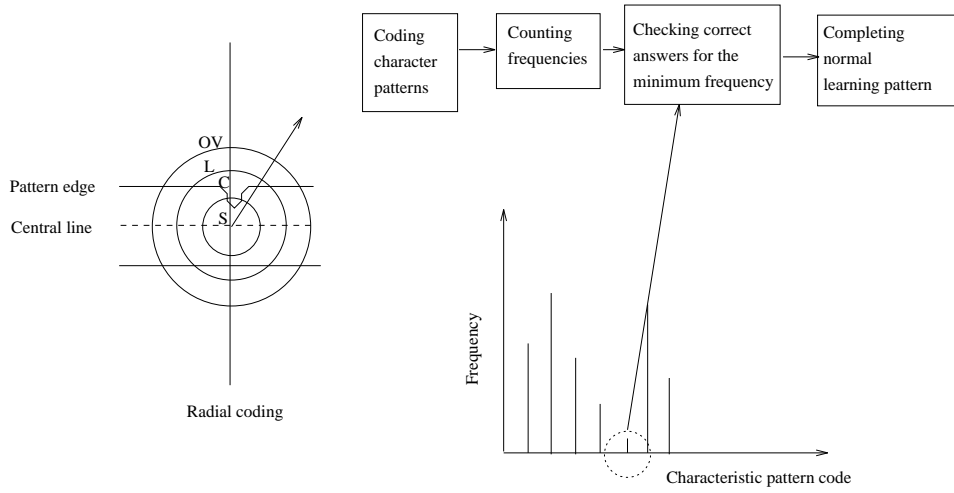 Coding
character
patterns
Counting
frequencies
Checking correct
answers for the
minimum frequency
Completing
normal
learning pattern
OV
L
C
S
Pattern edge
Central line
Radial coding
Frequency
Characteristic pattern code